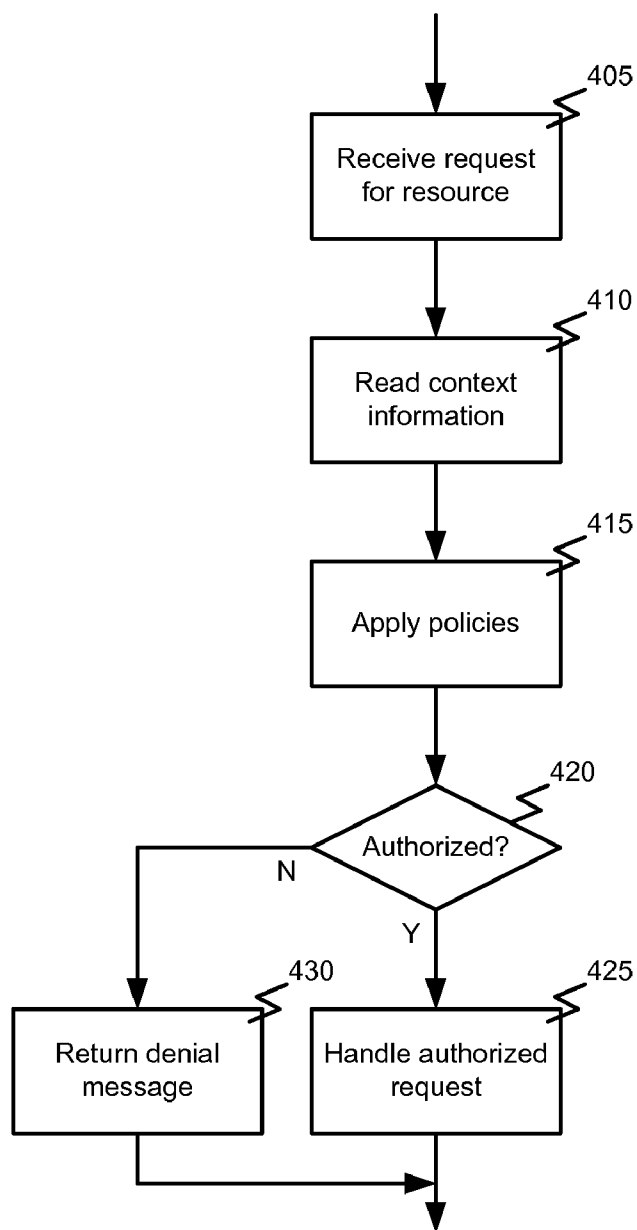 405
Receive request
for resource
410
Read context
information
415
Apply policies
420
Authorized?
N
Y
430
Return denial
message
425
Handle authorized
request